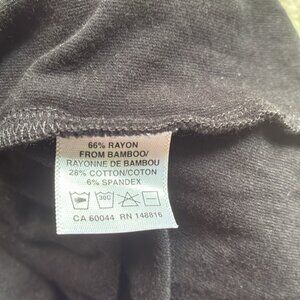 66% RAYON
FROM BAMBOO/
RAYONNE DE BAMBOU
28% COTTON/COTON
6% SPANDEX
30C
CA 60044 RN 148816